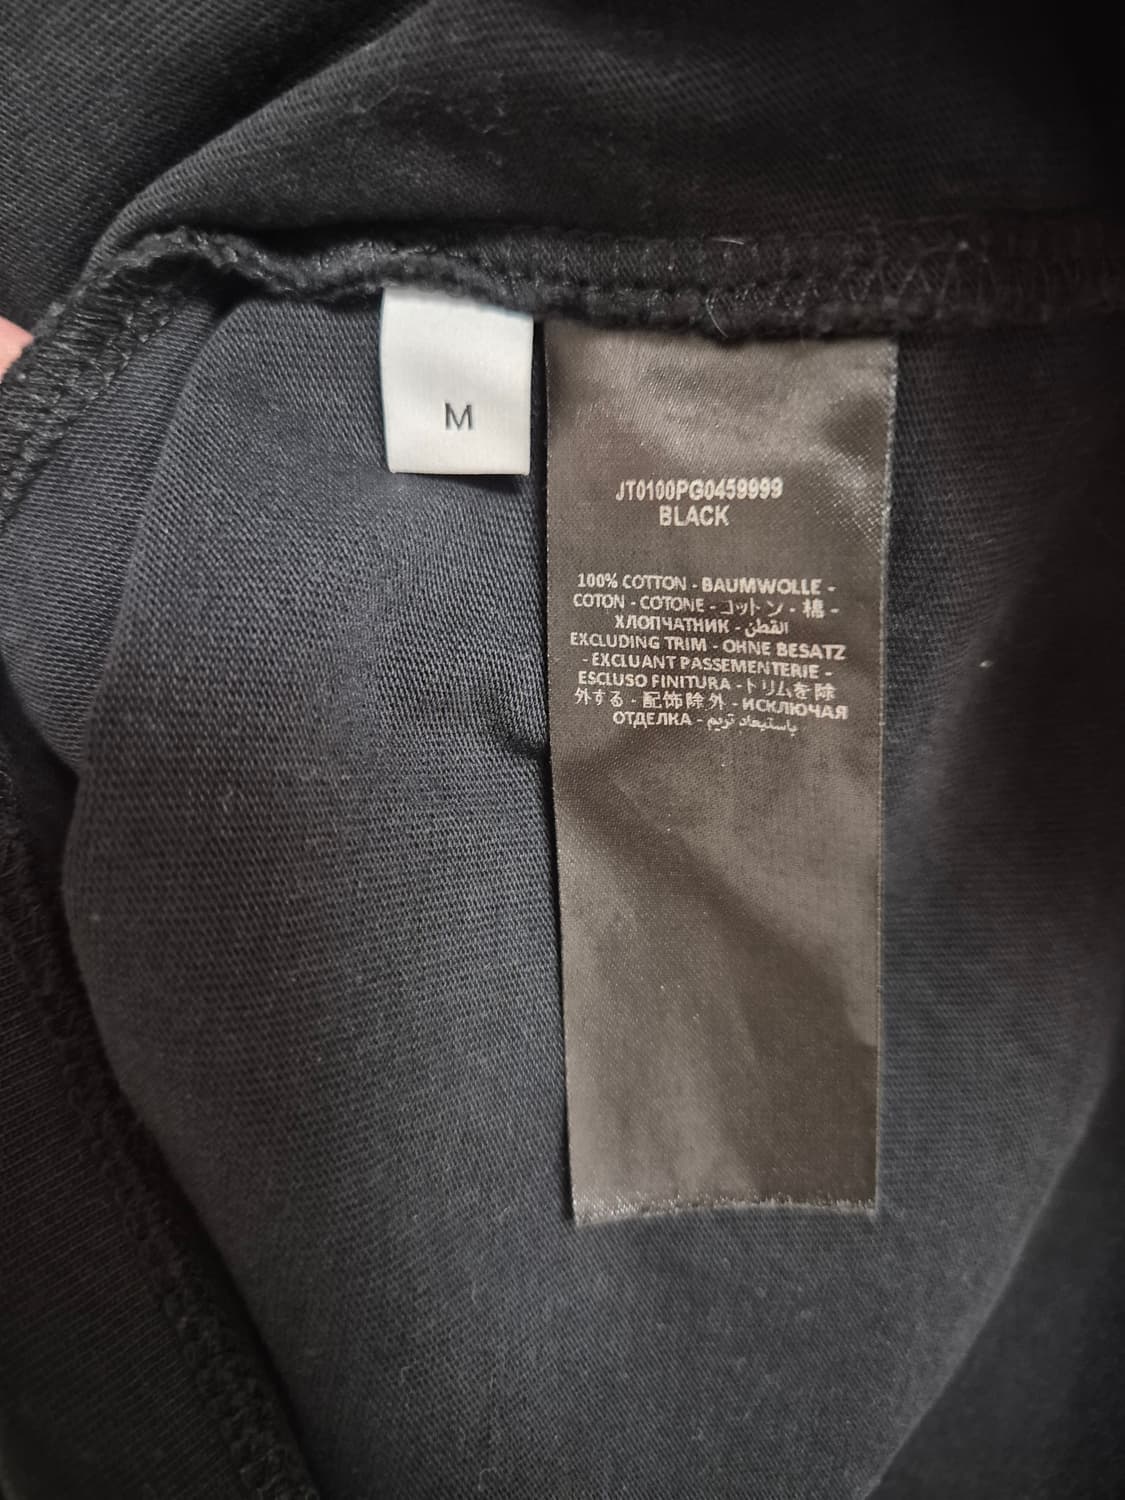 M
JT0100PG0459999
BLACK
100% COTTON - BAUMWOLLE -
COTON - COTONE - コットン - 棉 -
ХЛОПЧАТНИК - القطن
EXCLUDING TRIM - OHNE BESATZ
- EXCLUANT PASSEMENTERIE -
ESCLUSO FINITURA - トリムを除
外する - 配饰除外 - ИСКЛЮЧАЯ
ОТДЕЛКА - باستبعاد تريم